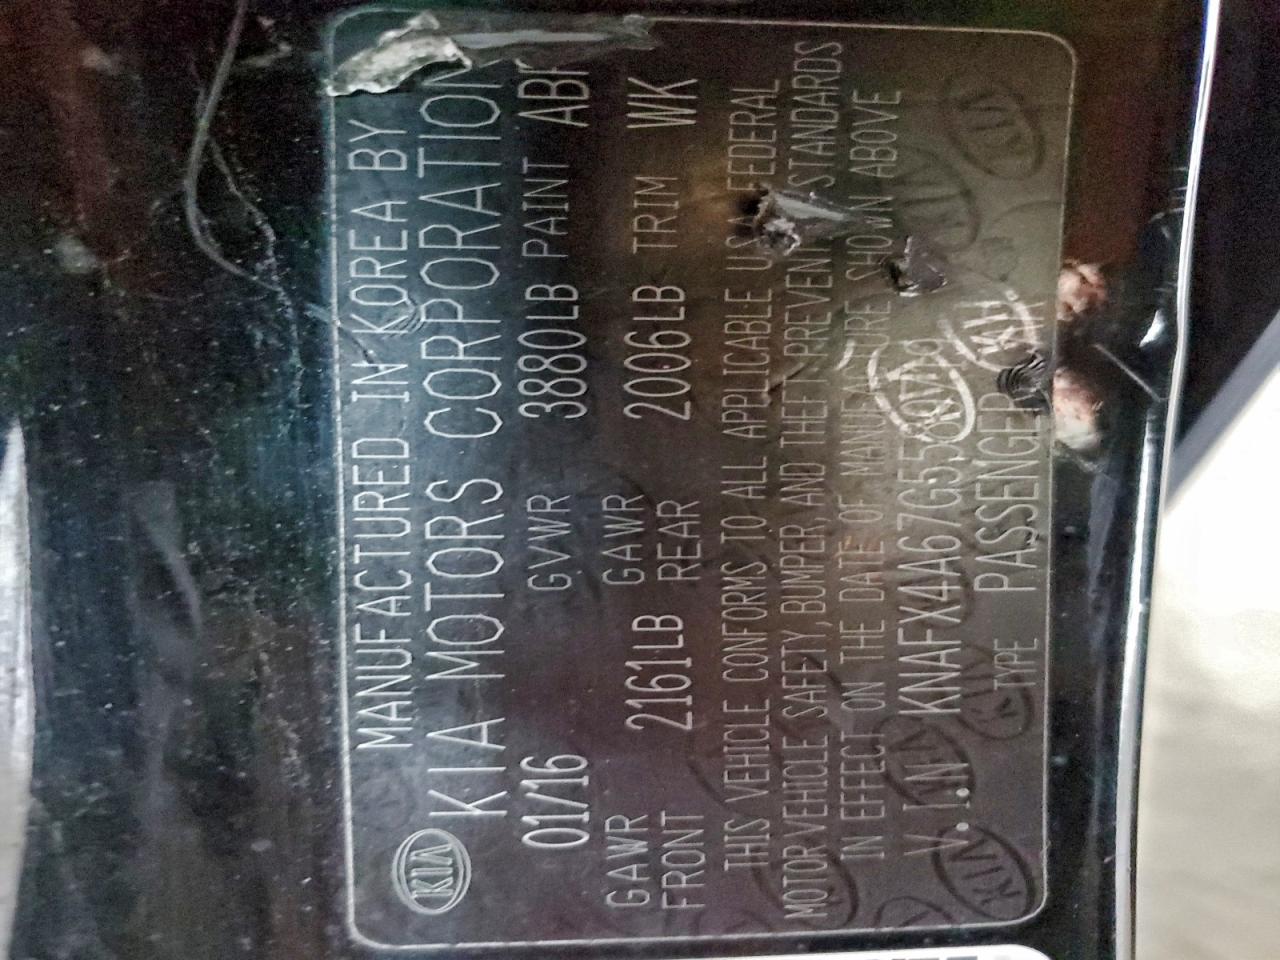 KIA
MANUFACTURED IN KOREA BY
KIA MOTORS CORPORATION
01/16 GVWR 3880LB PAINT
GAWR FRONT 2161LB GAWR REAR 2006LB TRIM WK
THIS VEHICLE CONFORMS TO ALL APPLICABLE US FEDERAL
MOTOR VEHICLE SAFETY, BUMPER, AND THEFT PREVENTION STANDARDS
IN EFFECT ON THE DATE OF MANUFACTURE SHOWN ABOVE
V.I.N
TYPE PASSENGER